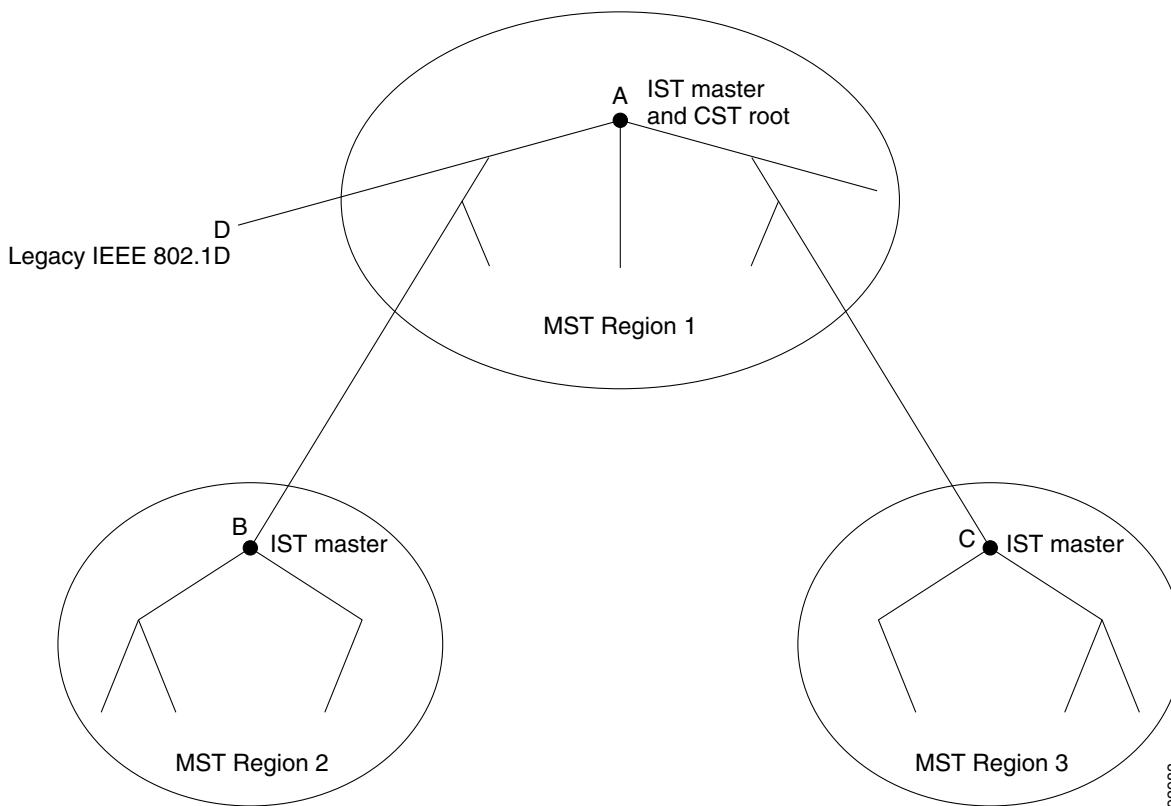 A
IST master
and CST root
D
Legacy IEEE 802.1D
MST Region 1
B
IST master
C
IST master
MST Region 2
MST Region 3